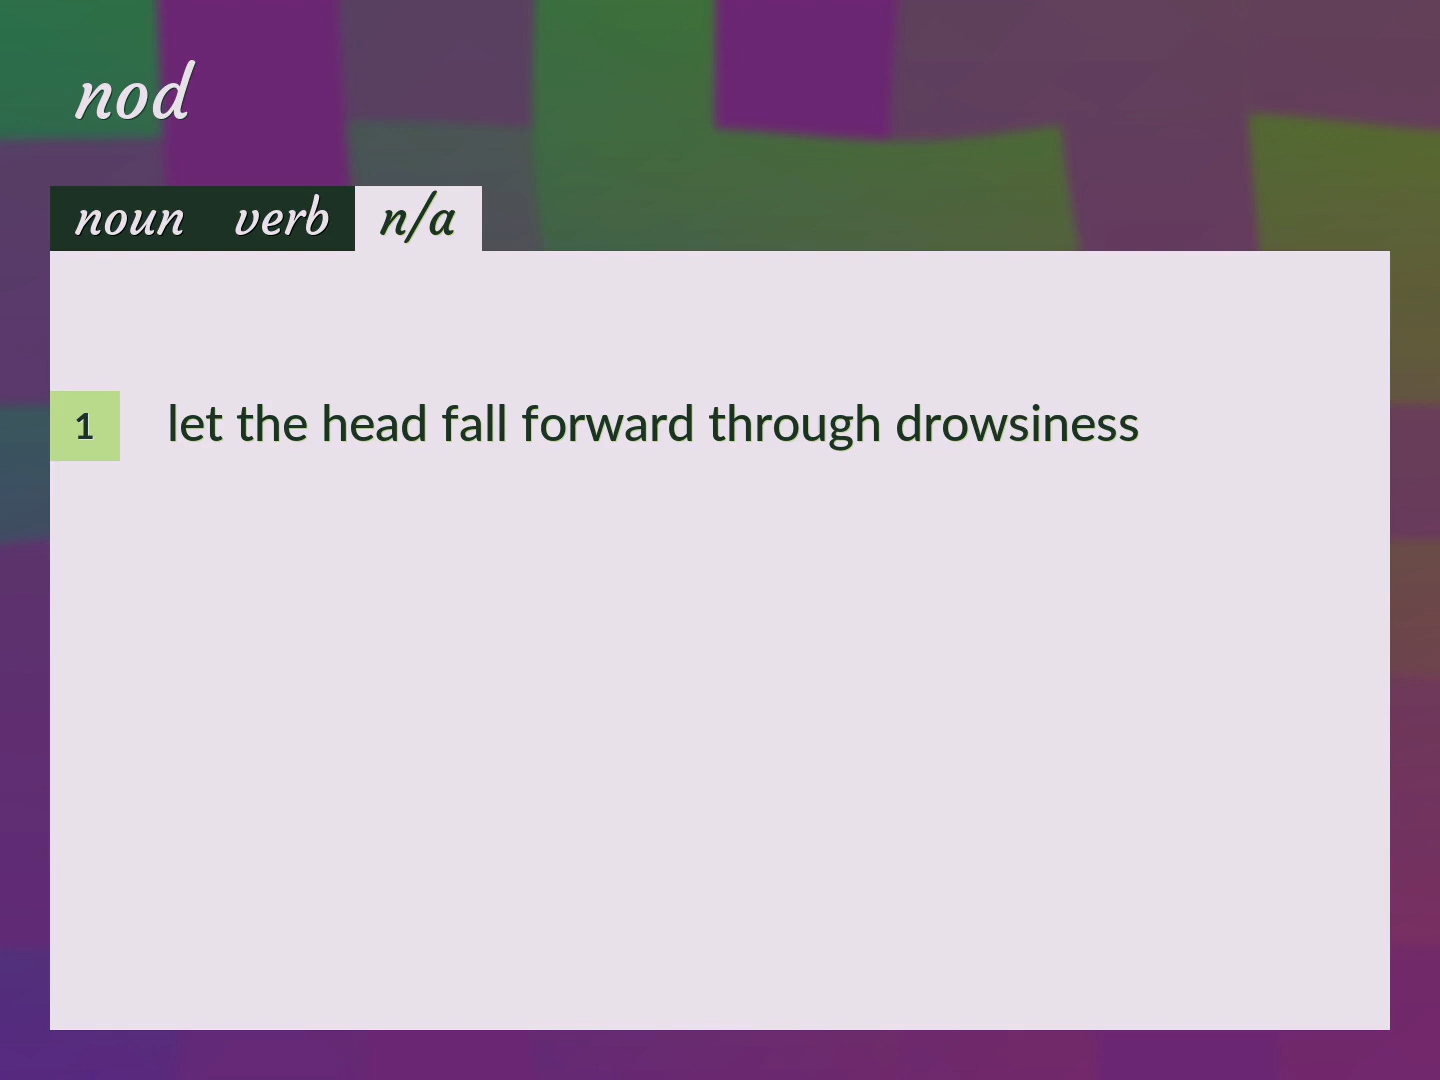 nod
noun verb n/a
1 let the head fall forward through drowsiness